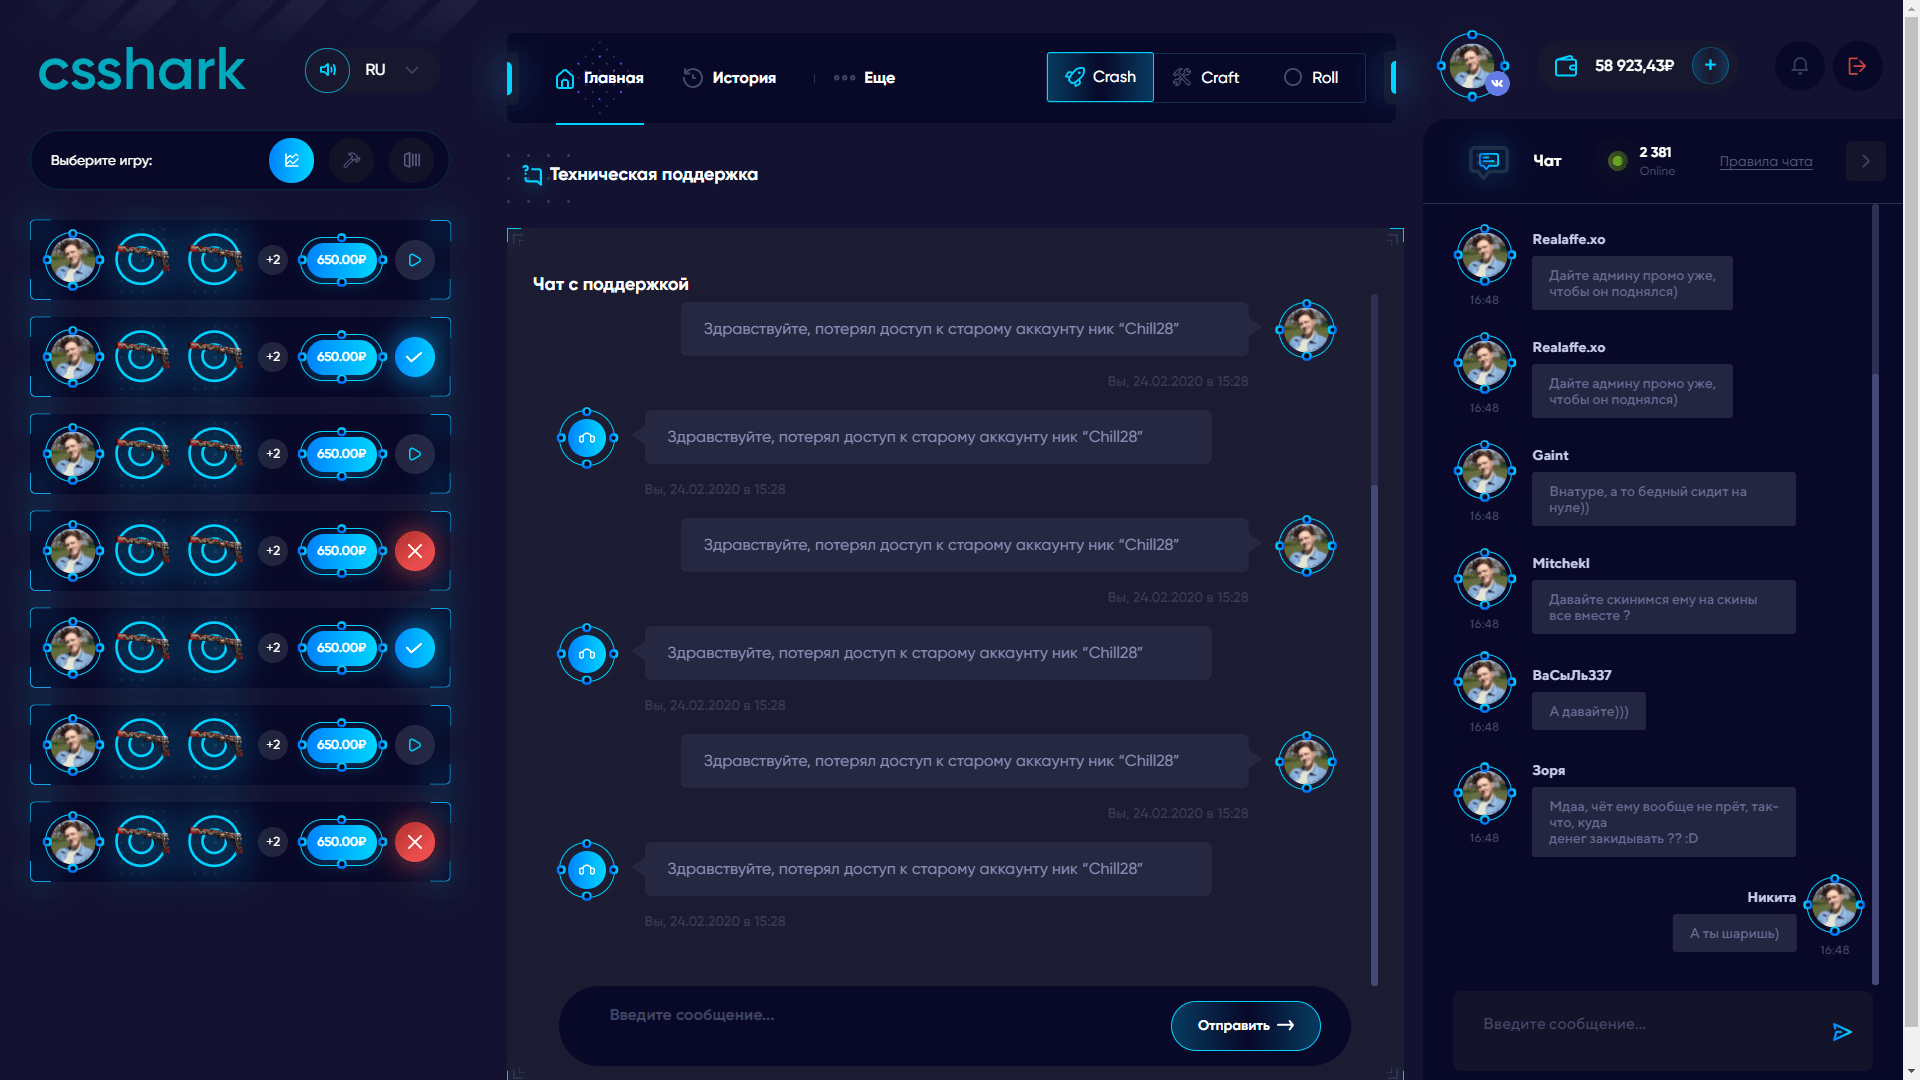 csshark
RU
Главная
История
Еще
Crash
Craft
Roll
58 923,43₽
Выберите игру:
+2
650.00₽
+2
650.00₽
+2
650.00₽
+2
650.00₽
+2
650.00₽
+2
650.00₽
+2
650.00₽
Техническая поддержка
Чат с поддержкой
Здравствуйте, потерял доступ к старому аккаунту ник “Chill28”
Вы, 24.02.2020 в 15:28
Здравствуйте, потерял доступ к старому аккаунту ник “Chill28”
Вы, 24.02.2020 в 15:28
Здравствуйте, потерял доступ к старому аккаунту ник “Chill28”
Вы, 24.02.2020 в 15:28
Здравствуйте, потерял доступ к старому аккаунту ник “Chill28”
Вы, 24.02.2020 в 15:28
Здравствуйте, потерял доступ к старому аккаунту ник “Chill28”
Вы, 24.02.2020 в 15:28
Здравствуйте, потерял доступ к старому аккаунту ник “Chill28”
Вы, 24.02.2020 в 15:28
Введите сообщение...
Отправить
Чат
2 381
Online
Правила чата
Realaffe.xo
Дайте админу промо уже,
чтобы он поднялся)
16:48
Realaffe.xo
Дайте админу промо уже,
чтобы он поднялся)
16:48
Gaint
Внатуре, а то бедный сидит на
нуле))
16:48
Mitchekl
Давайте скинимся ему на скины
все вместе ?
16:48
ВаСыЛь337
А давайте)))
16:48
Зоря
Мдаа, чёт ему вообще не прёт, так-
что, куда
денег закидывать ?? :D
16:48
Никита
А ты шаришь)
16:48
Введите сообщение...